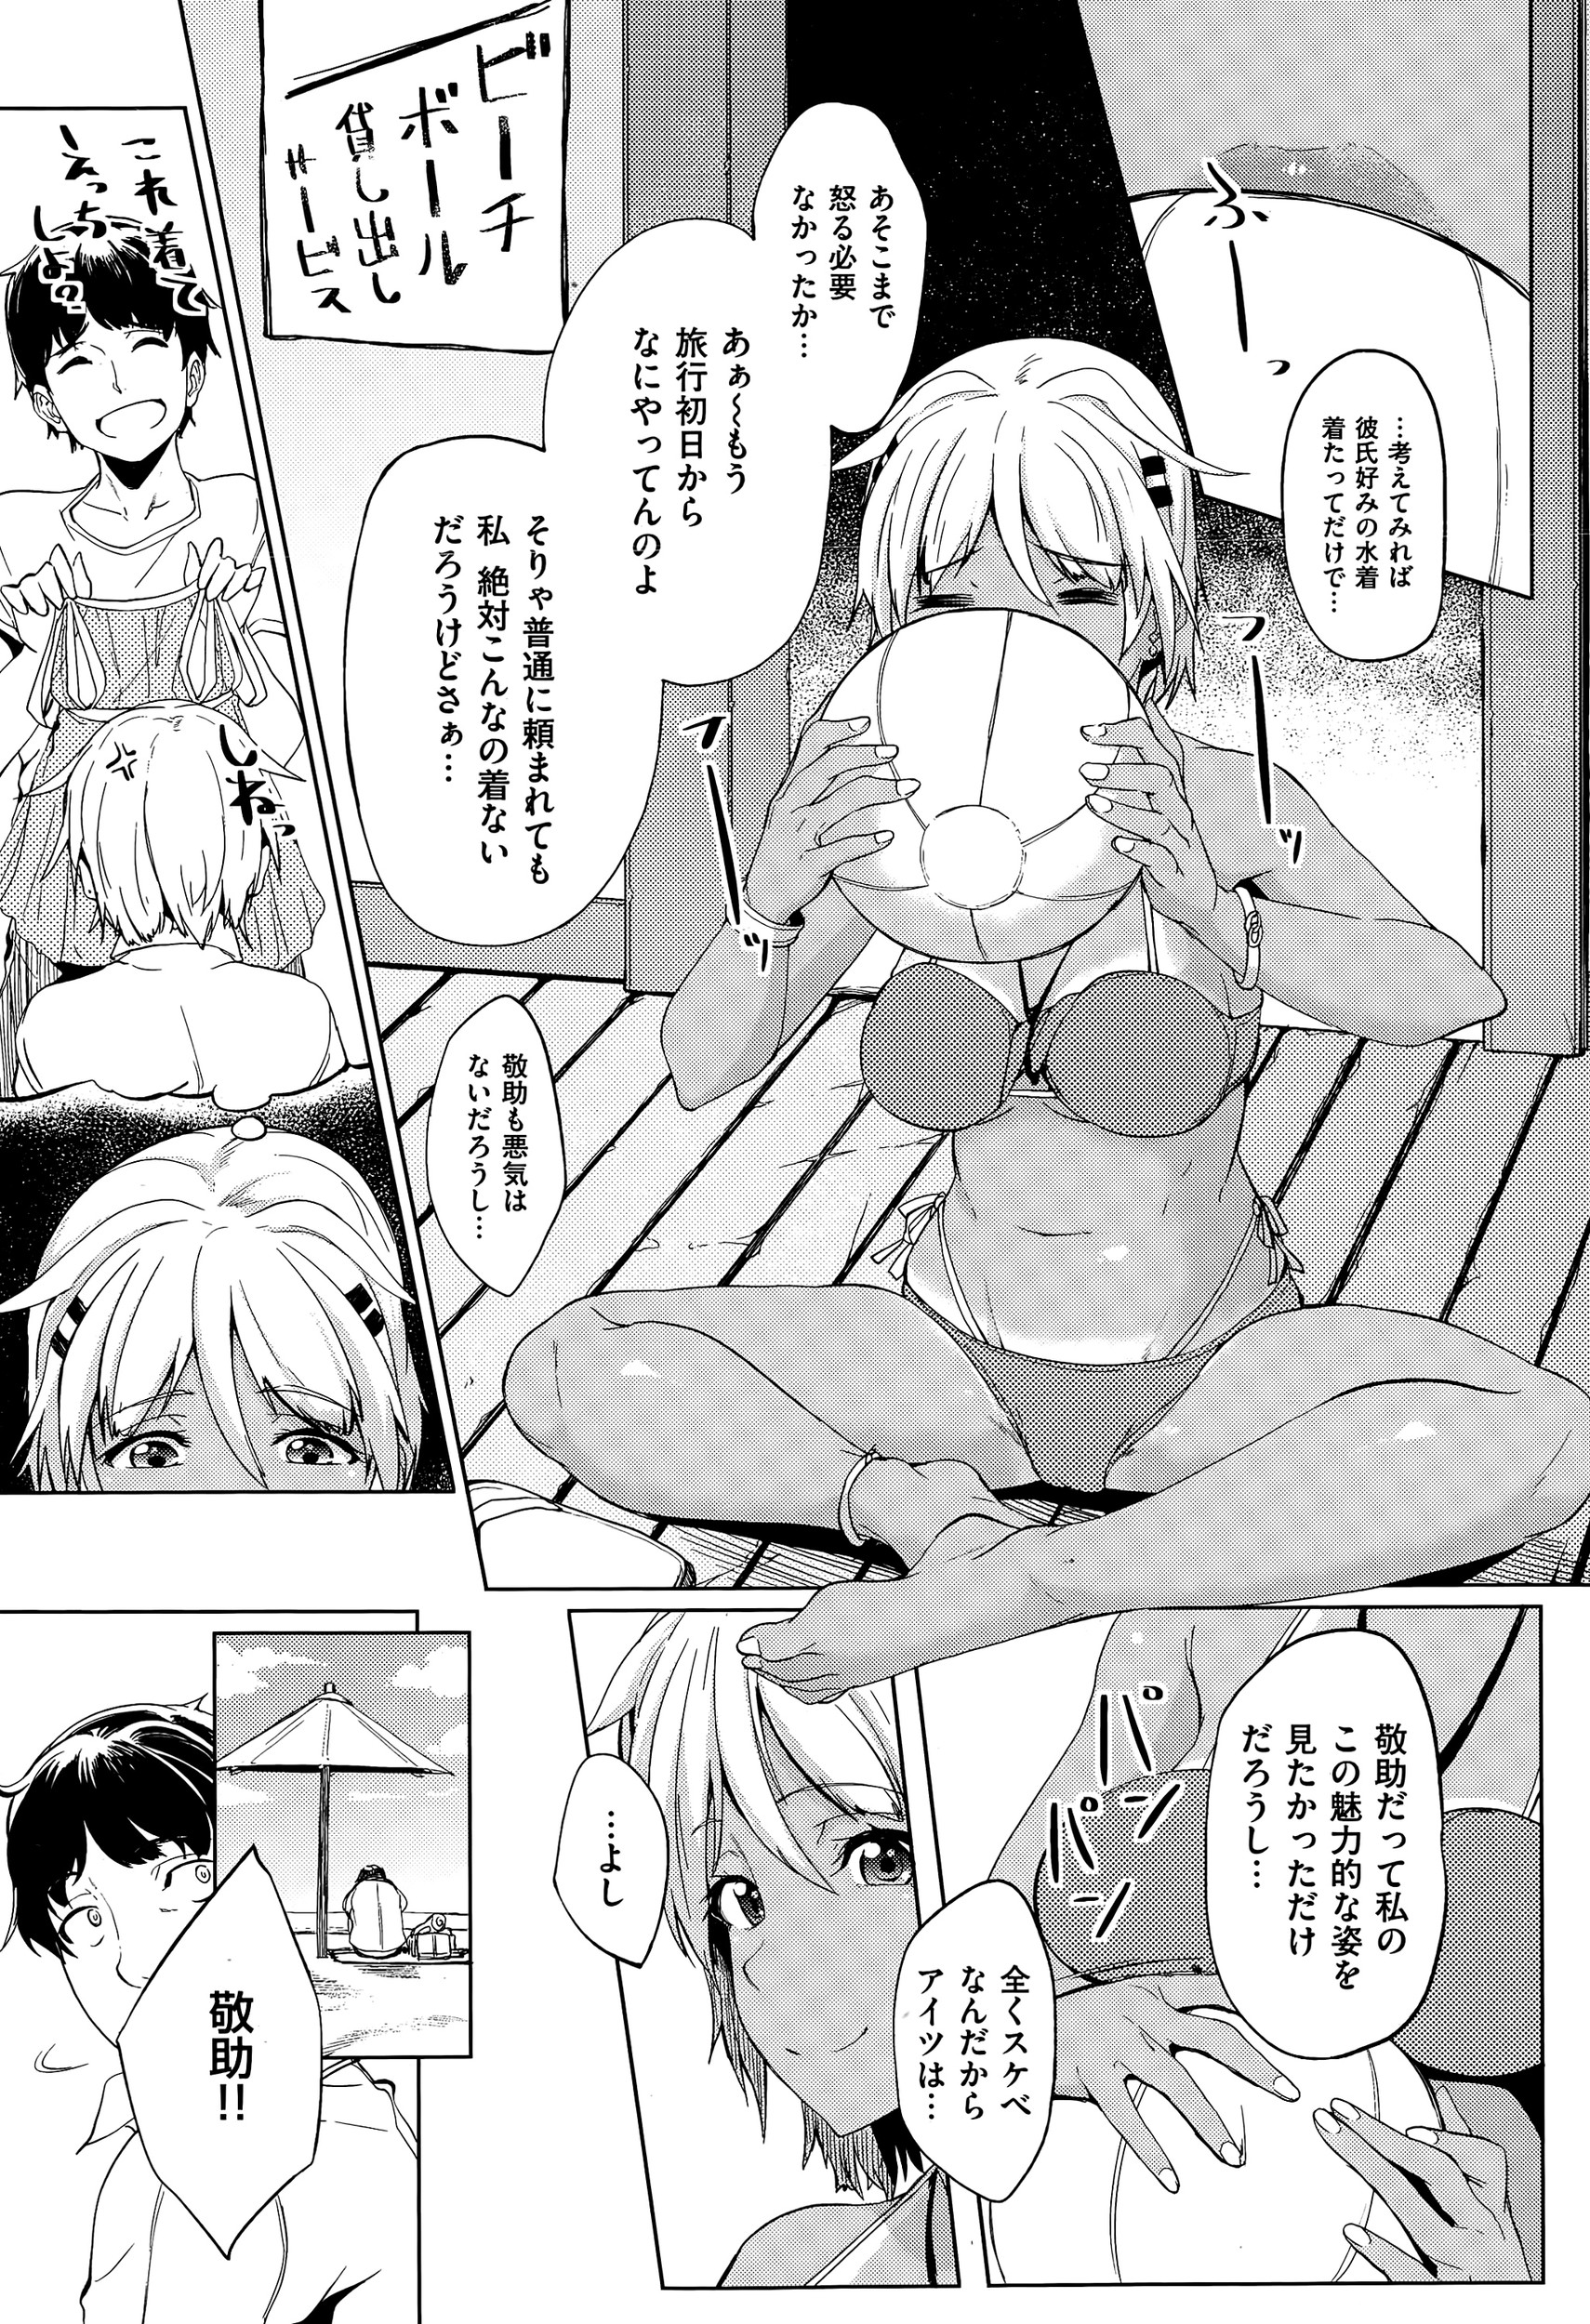 ふーっ
…考えてみれば
彼氏好みの水着
着たってだけで…
あそこまで
怒る必要
なかったか…
ビーチ
ボール
貸し出し
サービス
フーッ
フーッ
あぁ～もう
旅行初日から
なにやってんのよ
そりゃ普通に頼まれても
私 絶対こんなの着ない
だろうけどさぁ…
敬助も悪気は
ないだろうし…
これ着て
えっち
しよの
しねっ
敬助だって私の
この魅力的な姿を
見たかっただけ
だろうし…
パンパン
全くスケベ
なんだから
アイツは…
…よし
敬助!!